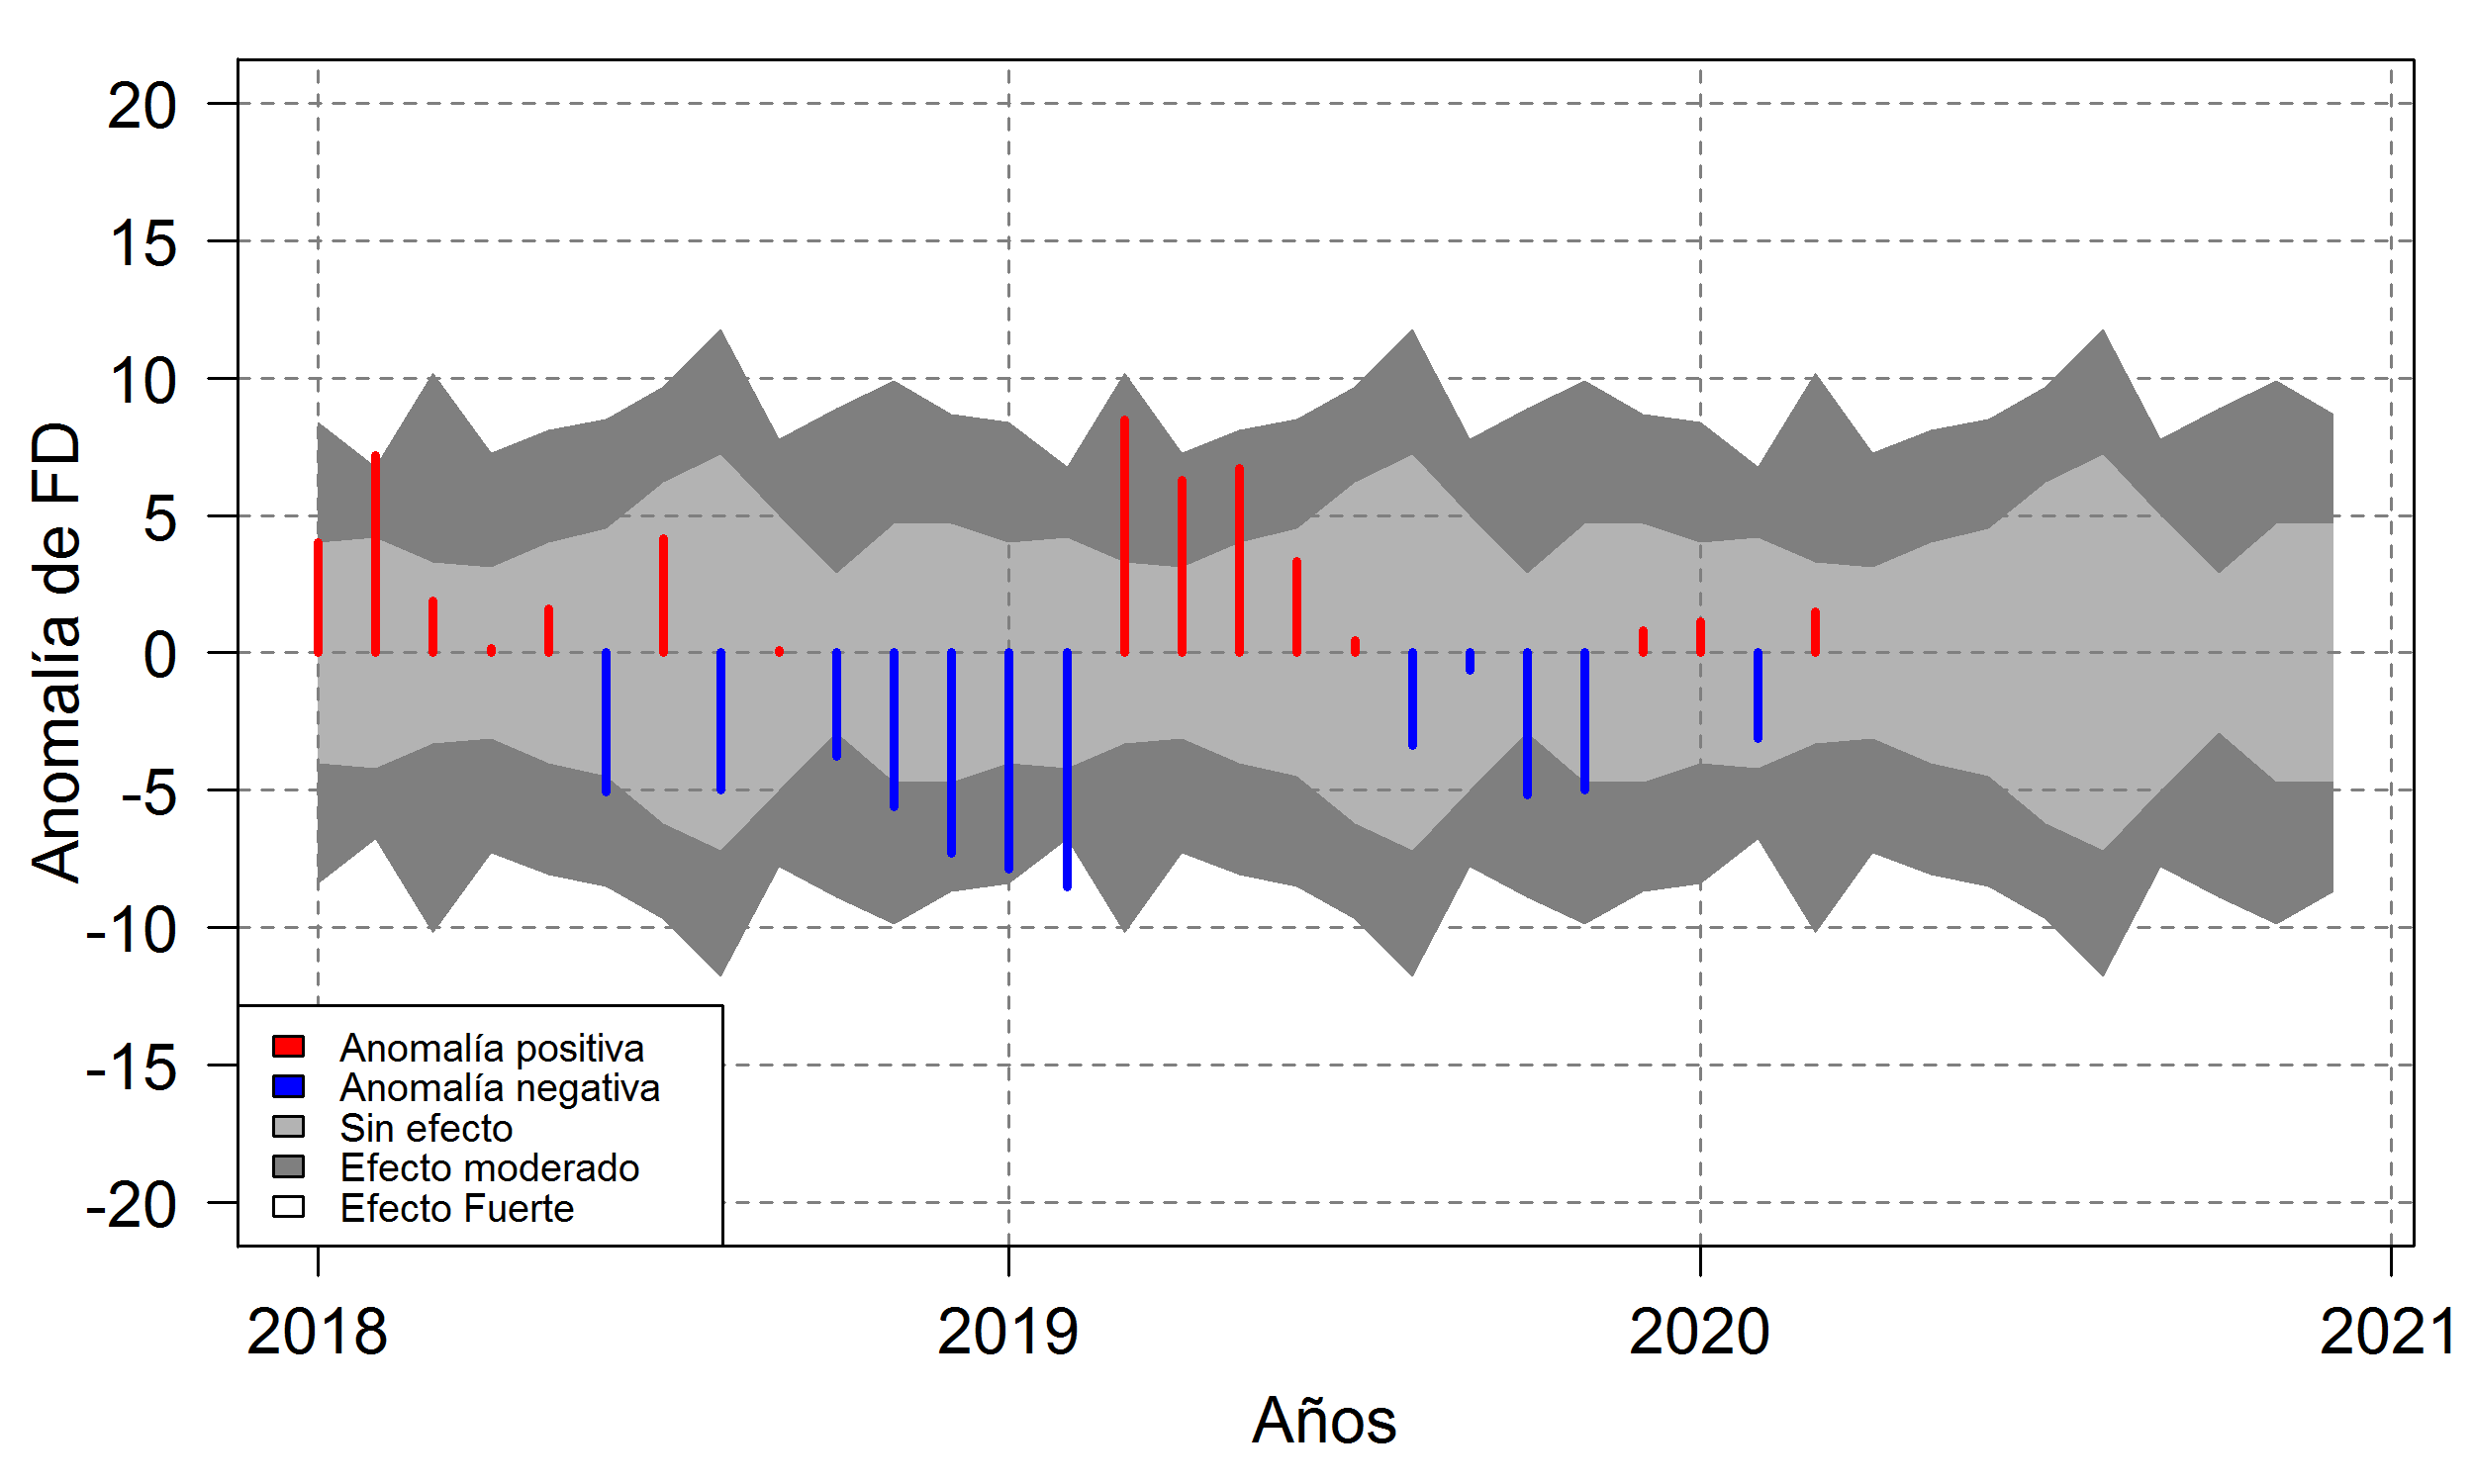 20
15
10
5
0
-5
-10
-15
-20
Anomalía de FD
Anomalía positiva
Anomalía negativa
Sin efecto
Efecto moderado
Efecto Fuerte
2018 2019 2020 2021
Años